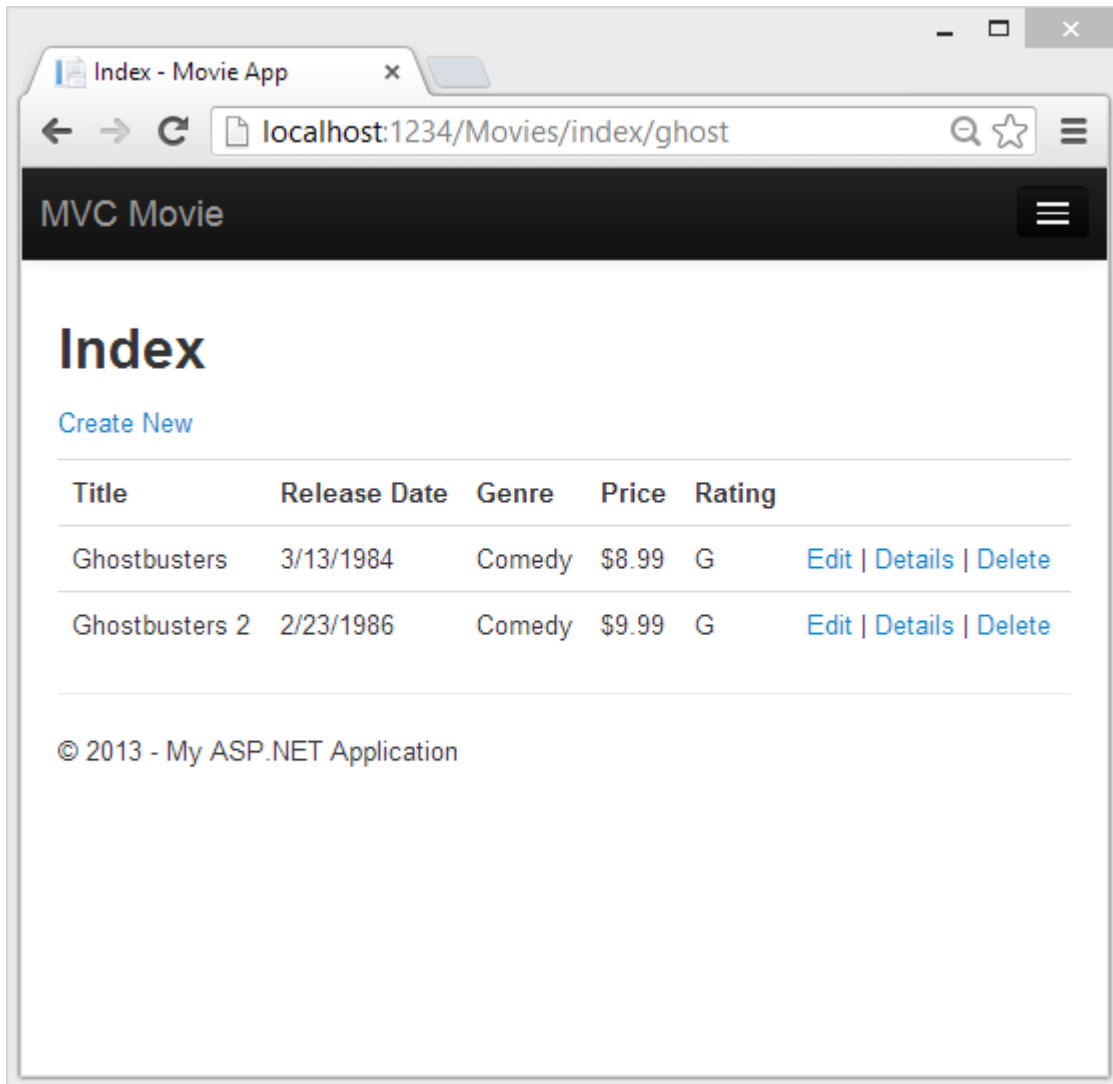 Index - Movie App
localhost:1234/Movies/index/ghost
MVC Movie
Index
Create New
Title Release Date Genre Price Rating
Ghostbusters 3/13/1984 Comedy $8.99 G Edit | Details | Delete
Ghostbusters 2 2/23/1986 Comedy $9.99 G Edit | Details | Delete
© 2013 - My ASP.NET Application